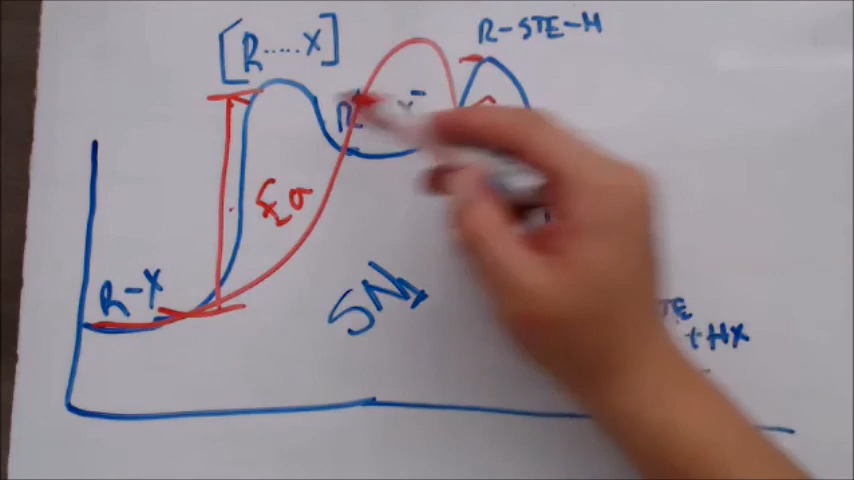 [R.....X]
R-STE-H
Ea
R-X
SN1
+HX